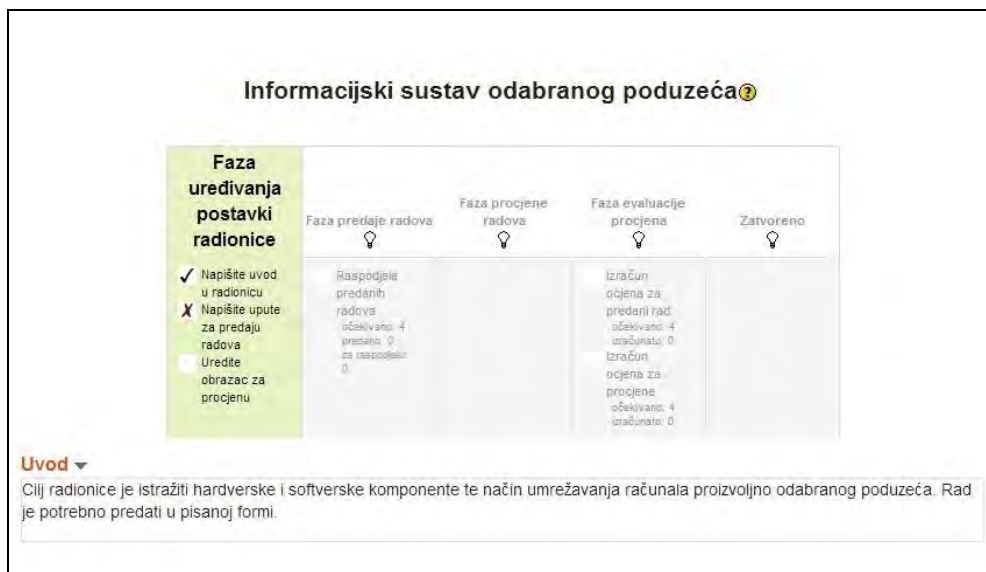 Informacijski sustav odabranog poduzeća
Faza
uređivanja
postavki
radionice
Faza predaje radova
Faza procjene
radova
Faza evaluacije
procjena
Zatvoreno
Napišite uvod
u radionicu
Napišite upute
za predaju
radova
Uredite
obrazac za
procjenu
Raspodjela
predanih
radova
očekivano: 4
predano: 0
za raspodjelu:
0
Izračun
ocjena za
predani rad
očekivano: 4
izračunato: 0
Izračun
ocjena za
procjene
očekivano: 4
izračunato: 0
Uvod
Cilj radionice je istražiti hardverske i softverske komponente te način umrežavanja računala proizvoljno odabranog poduzeća. Rad
je potrebno predati u pisanoj formi.